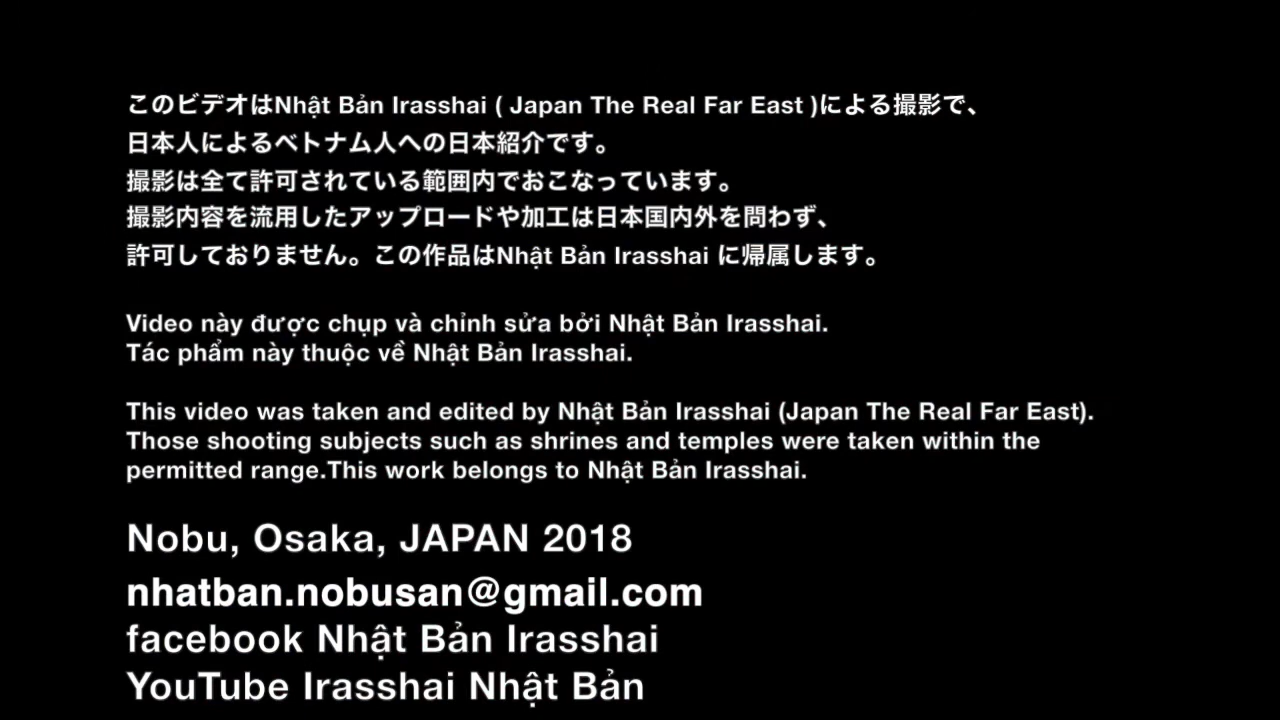 このビデオはNhật Bản Irasshai ( Japan The Real Far East )による撮影で、
日本人によるベトナム人への日本紹介です。
撮影は全て許可されている範囲内でおこなっています。
撮影内容を流用したアップロードや加工は日本国内外を問わず、
許可しておりません。この作品はNhật Bản Irasshai に帰属します。
Video này được chụp và chỉnh sửa bởi Nhật Bản Irasshai.
Tác phẩm này thuộc về Nhật Bản Irasshai.
This video was taken and edited by Nhật Bản Irasshai (Japan The Real Far East).
Those shooting subjects such as shrines and temples were taken within the
permitted range.This work belongs to Nhật Bản Irasshai.
Nobu, Osaka, JAPAN 2018
nhatban.nobusan@gmail.com
facebook Nhật Bản Irasshai
YouTube Irasshai Nhật Bản